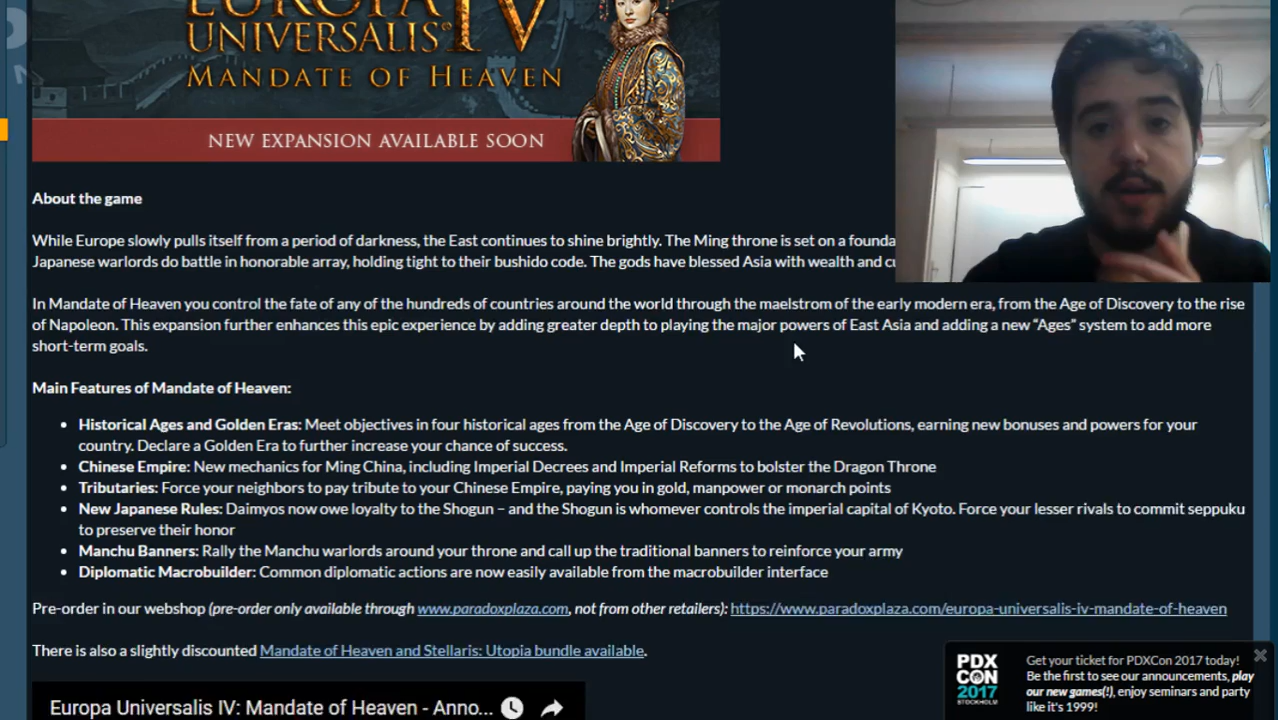 EUROPA
UNIVERSALIS IV
MANDATE OF HEAVEN
NEW EXPANSION AVAILABLE SOON
About the game
While Europe slowly pulls itself from a period of darkness, the East continues to shine brightly. The Ming throne is set on a
Japanese warlords do battle in honorable array, holding tight to their bushido code. The gods have blessed Asia with wealth and
In Mandate of Heaven you control the fate of any of the hundreds of countries around the world through the maelstrom of the early modern era, from the Age of Discovery to the rise
of Napoleon. This expansion further enhances this epic experience by adding greater depth to playing the major powers of East Asia and adding a new “Ages” system to add more
short-term goals.
Main Features of Mandate of Heaven:
Historical Ages and Golden Eras: Meet objectives in four historical ages from the Age of Discovery to the Age of Revolutions, earning new bonuses and powers for your
country. Declare a Golden Era to further increase your chance of success.
Chinese Empire: New mechanics for Ming China, including Imperial Decrees and Imperial Reforms to bolster the Dragon Throne
Tributaries: Force your neighbors to pay tribute to your Chinese Empire, paying you in gold, manpower or monarch points
New Japanese Rules: Daimyos now owe loyalty to the Shogun – and the Shogun is whomever controls the imperial capital of Kyoto. Force your lesser rivals to commit seppuku
to preserve their honor
Manchu Banners: Rally the Manchu warlords around your throne and call up the traditional banners to reinforce your army
Diplomatic Macrobuilder: Common diplomatic actions are now easily available from the macrobuilder interface
Pre-order in our webshop (pre-order only available through www.paradoxplaza.com, not from other retailers): https://www.paradoxplaza.com/europa-universalis-iv-mandate-of-heaven
There is also a slightly discounted Mandate of Heaven and Stellaris: Utopia bundle available.
Europa Universalis IV: Mandate of Heaven - Anno...
PDX
CON
2017
STOCKHOLM
Get your ticket for PDXCon 2017 today!
Be the first to see our announcements, play
our new games(!), enjoy seminars and party
like it's 1999!